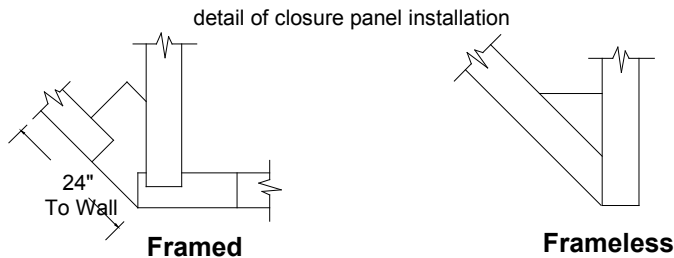 detail of closure panel installation
24"
To Wall
Framed
Frameless